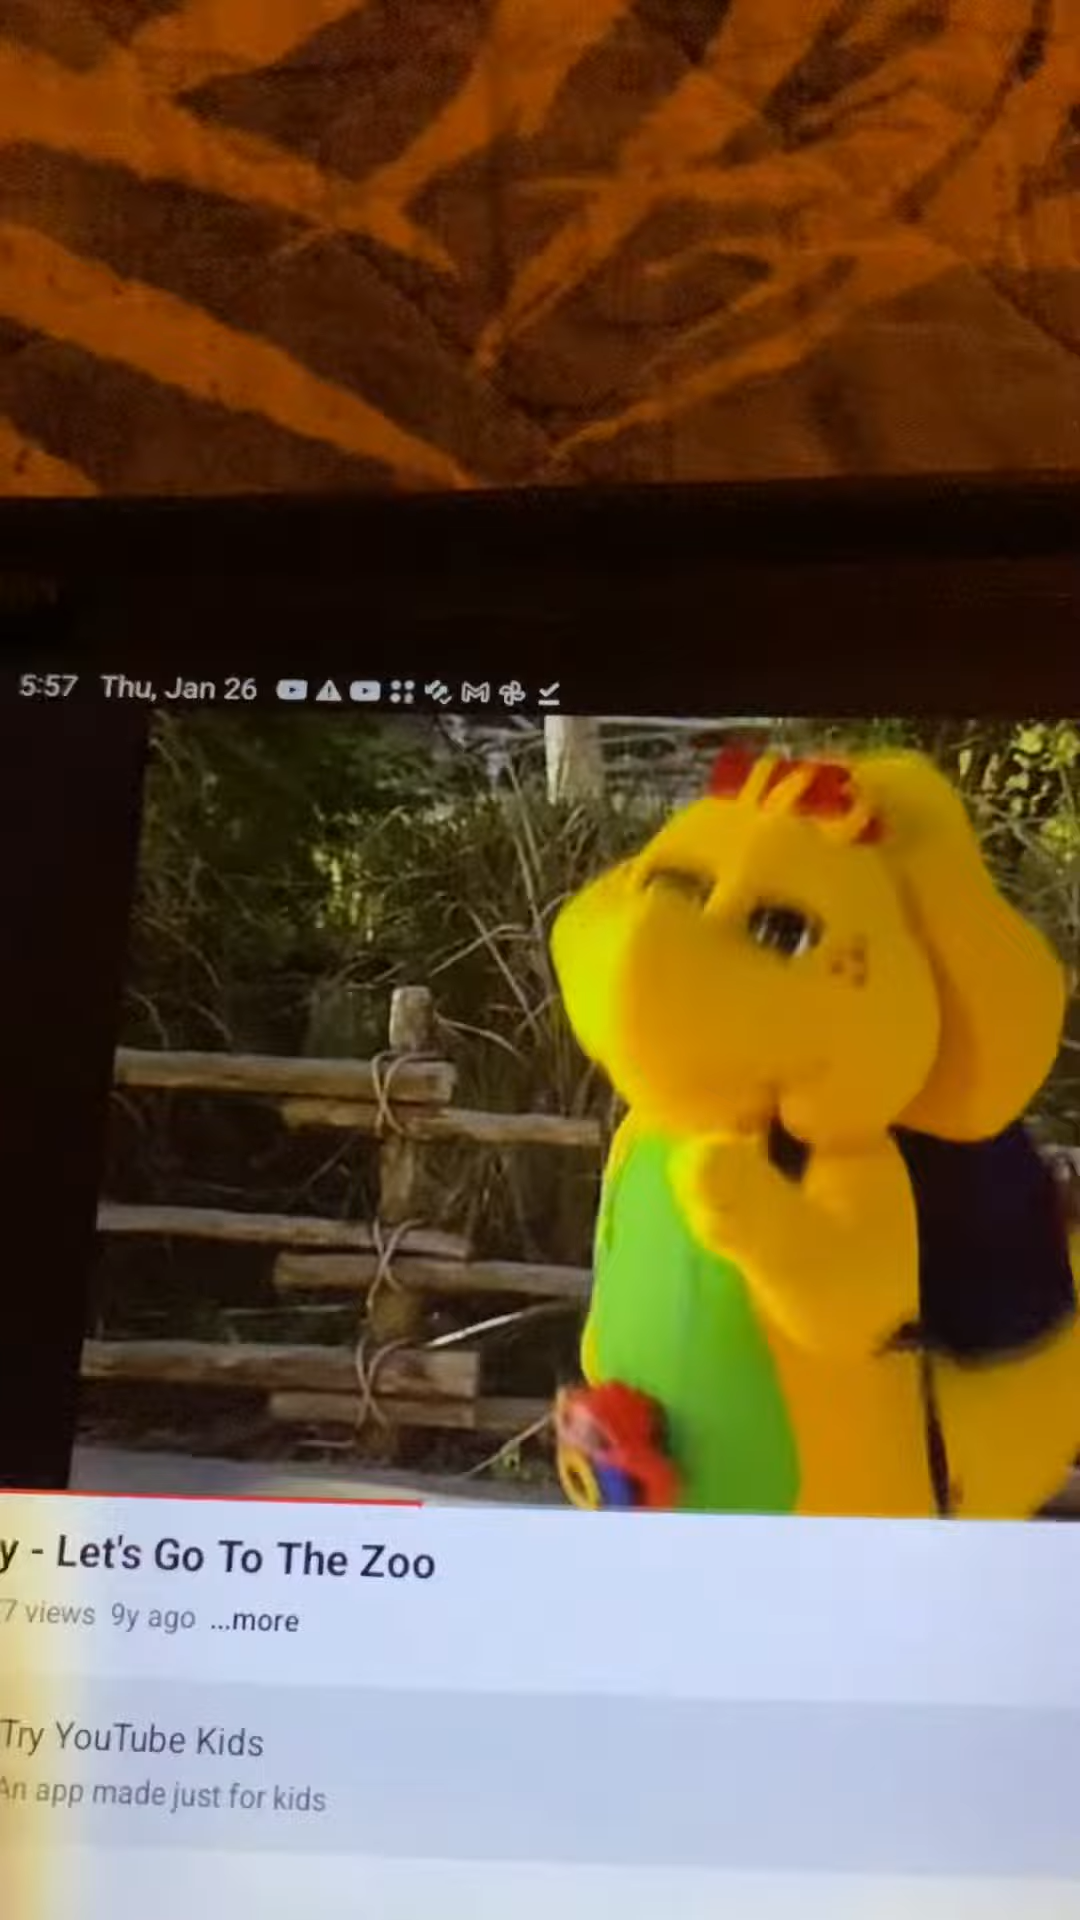 5:57 Thu, Jan 26
y - Let's Go To The Zoo
7 views 9y ago ...more
Try YouTube Kids
An app made just for kids